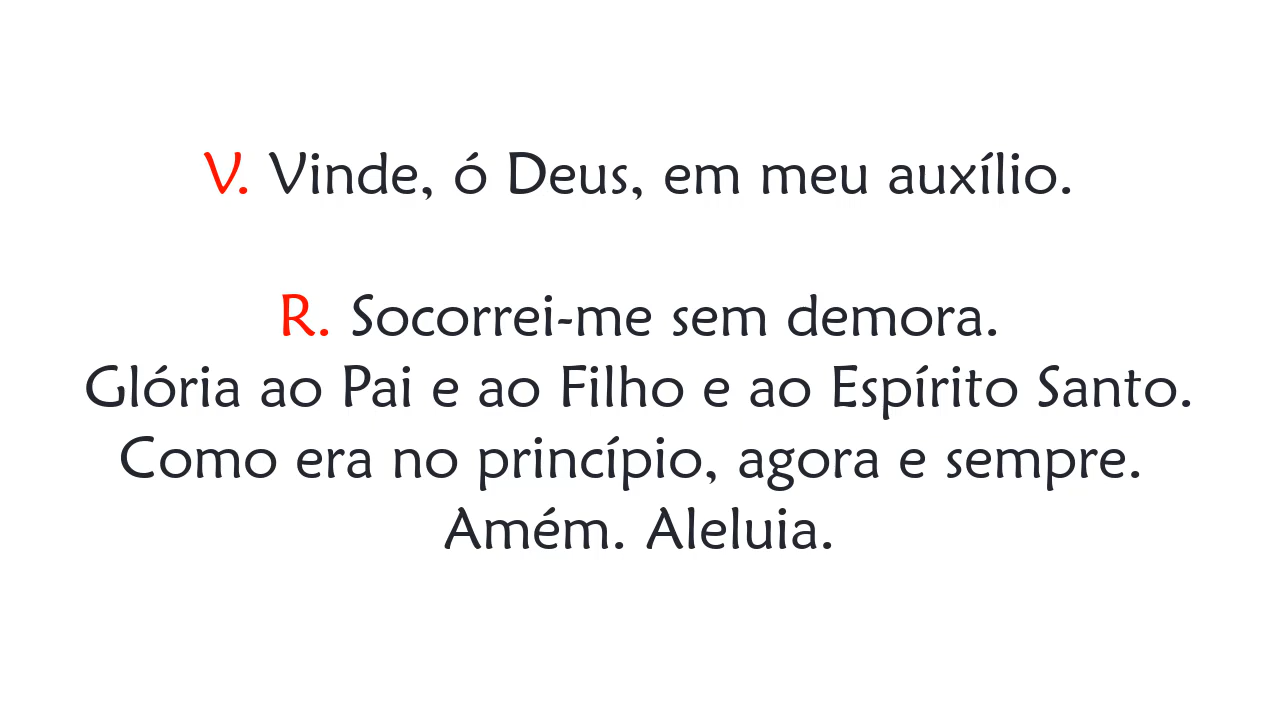 V. Vinde, ó Deus, em meu auxílio.
R. Socorrei-me sem demora.
Glória ao Pai e ao Filho e ao Espírito Santo.
Como era no princípio, agora e sempre.
Amém. Aleluia.